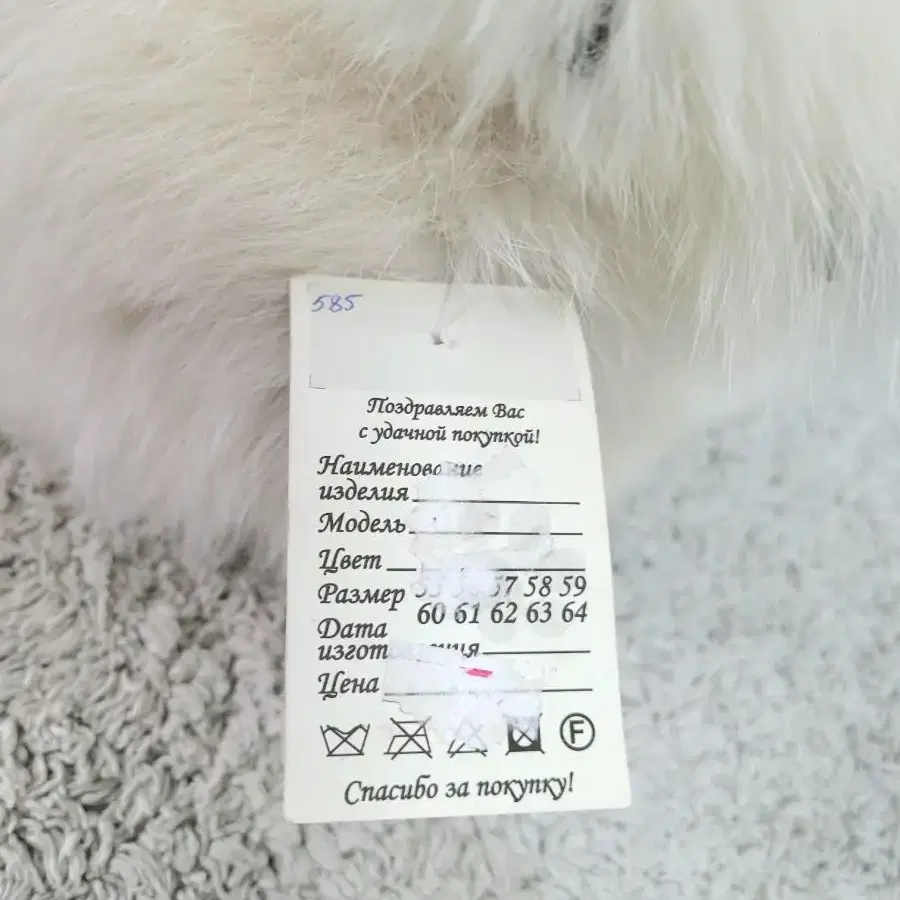 585
Поздравляем Вас
с удачной покупкой!
Наименование
изделия
Модель
Цвет
Размер 57 58 59
60 61 62 63 64
Дата
изготовления
Цена
F
Спасибо за покупку!